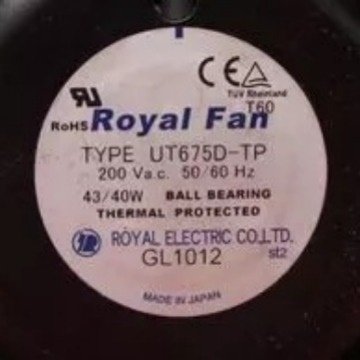 CE
TUV Rheinland
T60
RoHS Royal Fan
TYPE UT675D-TP
200 Va.c. 50/60 Hz
43/40W BALL BEARING
THERMAL PROTECTED
ROYAL ELECTRIC CO.,LTD.
GL1012 st2
MADE IN JAPAN